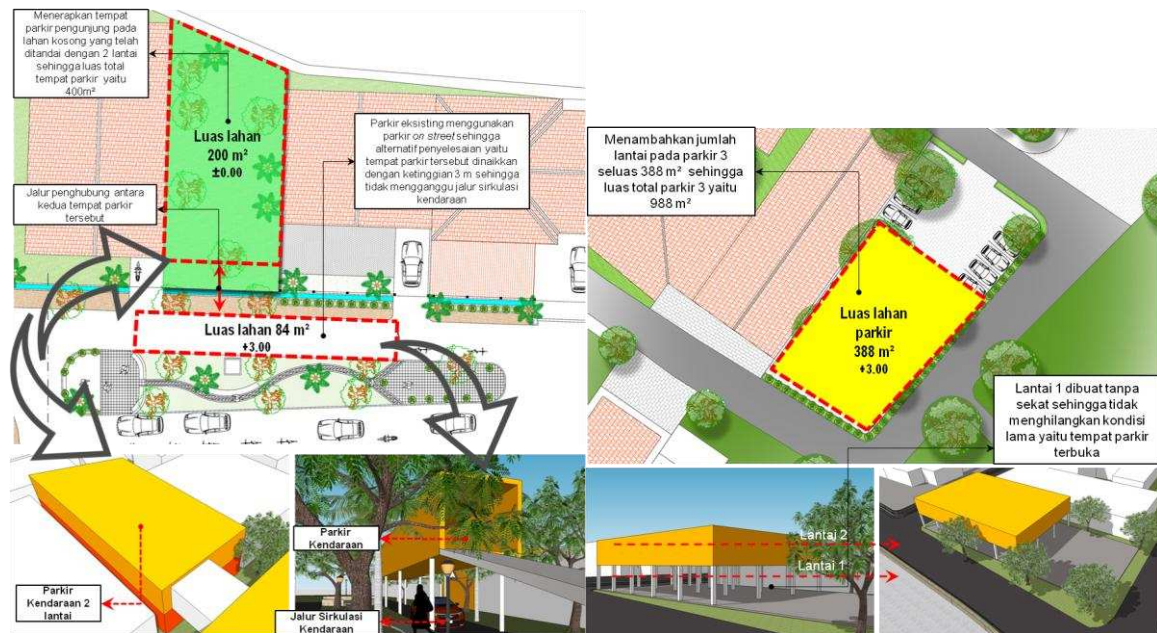 Menerapkan tempat
parkir pengunjung pada
lahan kosong yang telah
ditandai dengan 2 lantai
sehingga luas total
tempat parkir yaitu
400m²
Luas lahan
200 m²
±0.00
Parkir eksisting menggunakan
parkir on street sehingga
alternatif penyelesaian yaitu
tempat parkir tersebut dinaikkan
dengan ketinggian 3 m sehingga
tidak mengganggu jalur sirkulasi
kendaraan
Jalur penghubung antara
kedua tempat parkir
tersebut
Luas lahan 84 m²
+3.00
Menambahkan jumlah
lantai pada parkir 3
seluas 388 m² sehingga
luas total parkir 3 yaitu
988 m²
Luas lahan
parkir
388 m²
+3.00
Lantai 1 dibuat tanpa
sekat sehingga tidak
menghilangkan kondisi
lama yaitu tempat parkir
terbuka
Parkir
Kendaraan 2
lantai
Parkir
Kendaraan
Jalur Sirkulasi
Kendaraan
Lantai 2
Lantai 1